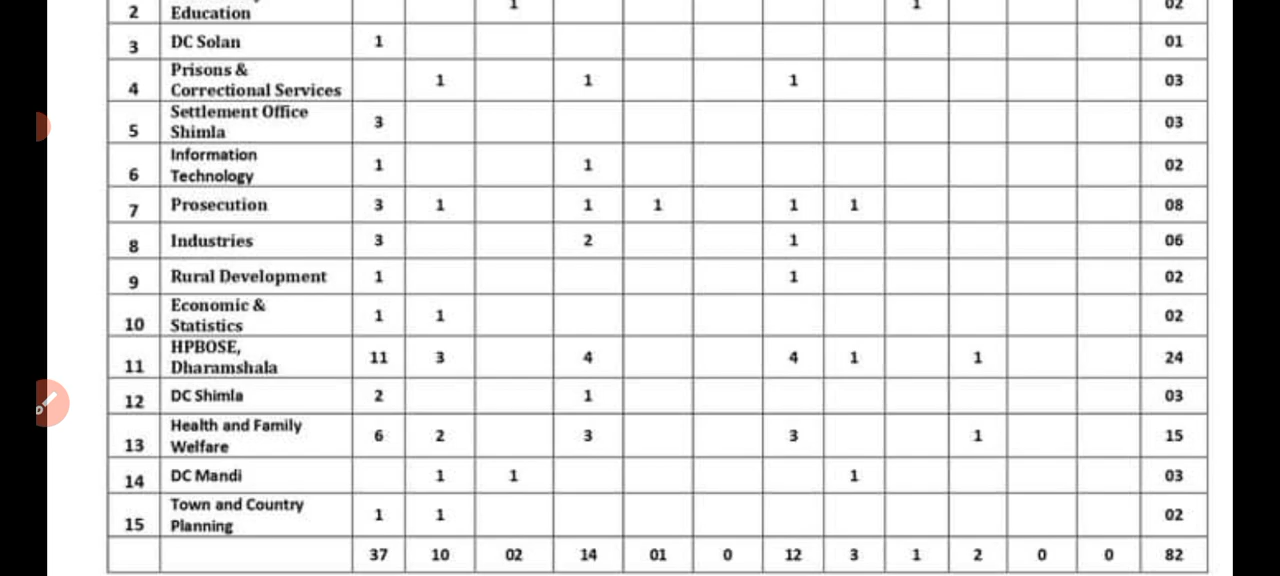 2 Education 1 1 02
3 DC Solan 1 01
Prisons &
4 Correctional Services 1 1 1 03
Settlement Office
5 Shimla 3 03
Information
6 Technology 1 1 02
7 Prosecution 3 1 1 1 1 1 08
8 Industries 3 2 1 06
9 Rural Development 1 1 02
Economic &
10 Statistics 1 1 02
HPBOSE,
11 Dharamshala 11 3 4 4 1 1 24
12 DC Shimla 2 1 03
Health and Family
13 Welfare 6 2 3 3 1 15
14 DC Mandi 1 1 1 03
Town and Country
15 Planning 1 1 02
37 10 02 14 01 0 12 3 1 2 0 0 82